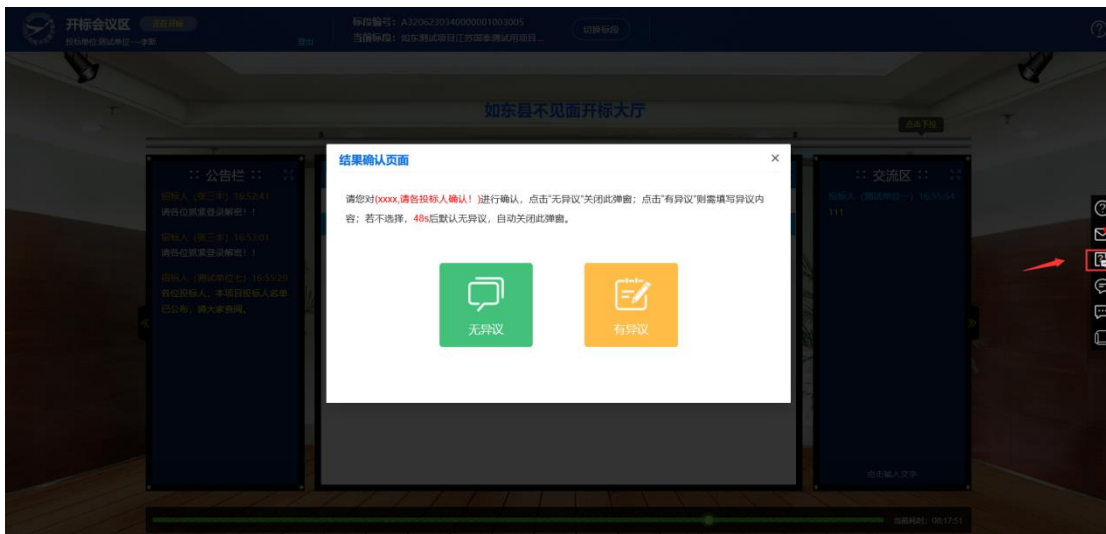 开标会议区 正在开标
投标单位:测试单位一-李斯 登出
标段编号：A3206230340000001003005
当前标段：如东测试项目江苏国泰测试用项目...
切换标段
如东县不见面开标大厅
点击下拉
:: 公告栏 ::
招标人 (张三丰) 16:52:41
请各位抓紧登录解密！！
招标人 (张三丰) 16:53:01
请各位抓紧登录解密！！
招标人 (测试单位七) 16:55:29
各位投标人，本项目投标人名单
已公布，请大家查阅。
结果确认页面 ×
请您对(xxxx,请各投标人确认！)进行确认，点击“无异议”关闭此弹窗；点击“有异议”则需填写异议内
容；若不选择，48s后默认无异议，自动关闭此弹窗。
无异议
有异议
:: 交流区 ::
投标人 (测试单位一) 16:55:54
111
点击输入文字
当前耗时：08:17:51